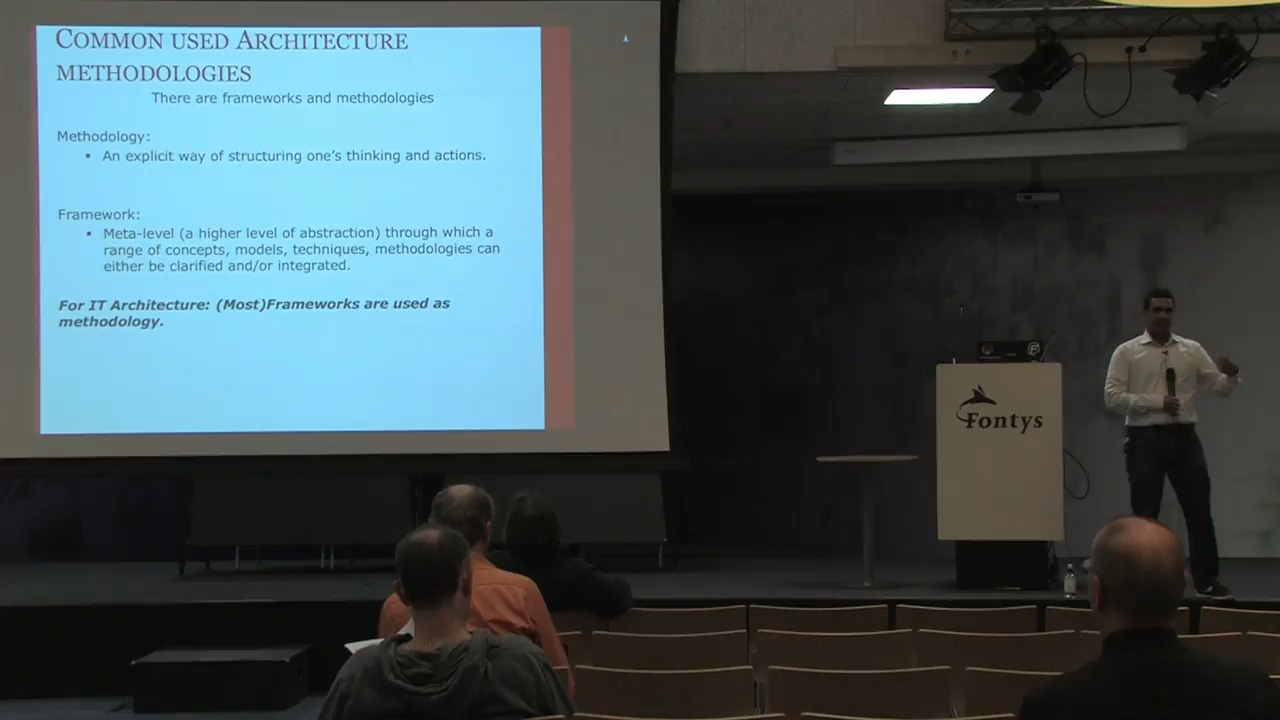 COMMON USED ARCHITECTURE
METHODOLOGIES
There are frameworks and methodologies
Methodology:
▪ An explicit way of structuring one's thinking and actions.
Framework:
▪ Meta-level (a higher level of abstraction) through which a
range of concepts, models, techniques, methodologies can
either be clarified and/or integrated.
For IT Architecture: (Most)Frameworks are used as
methodology.
Fontys